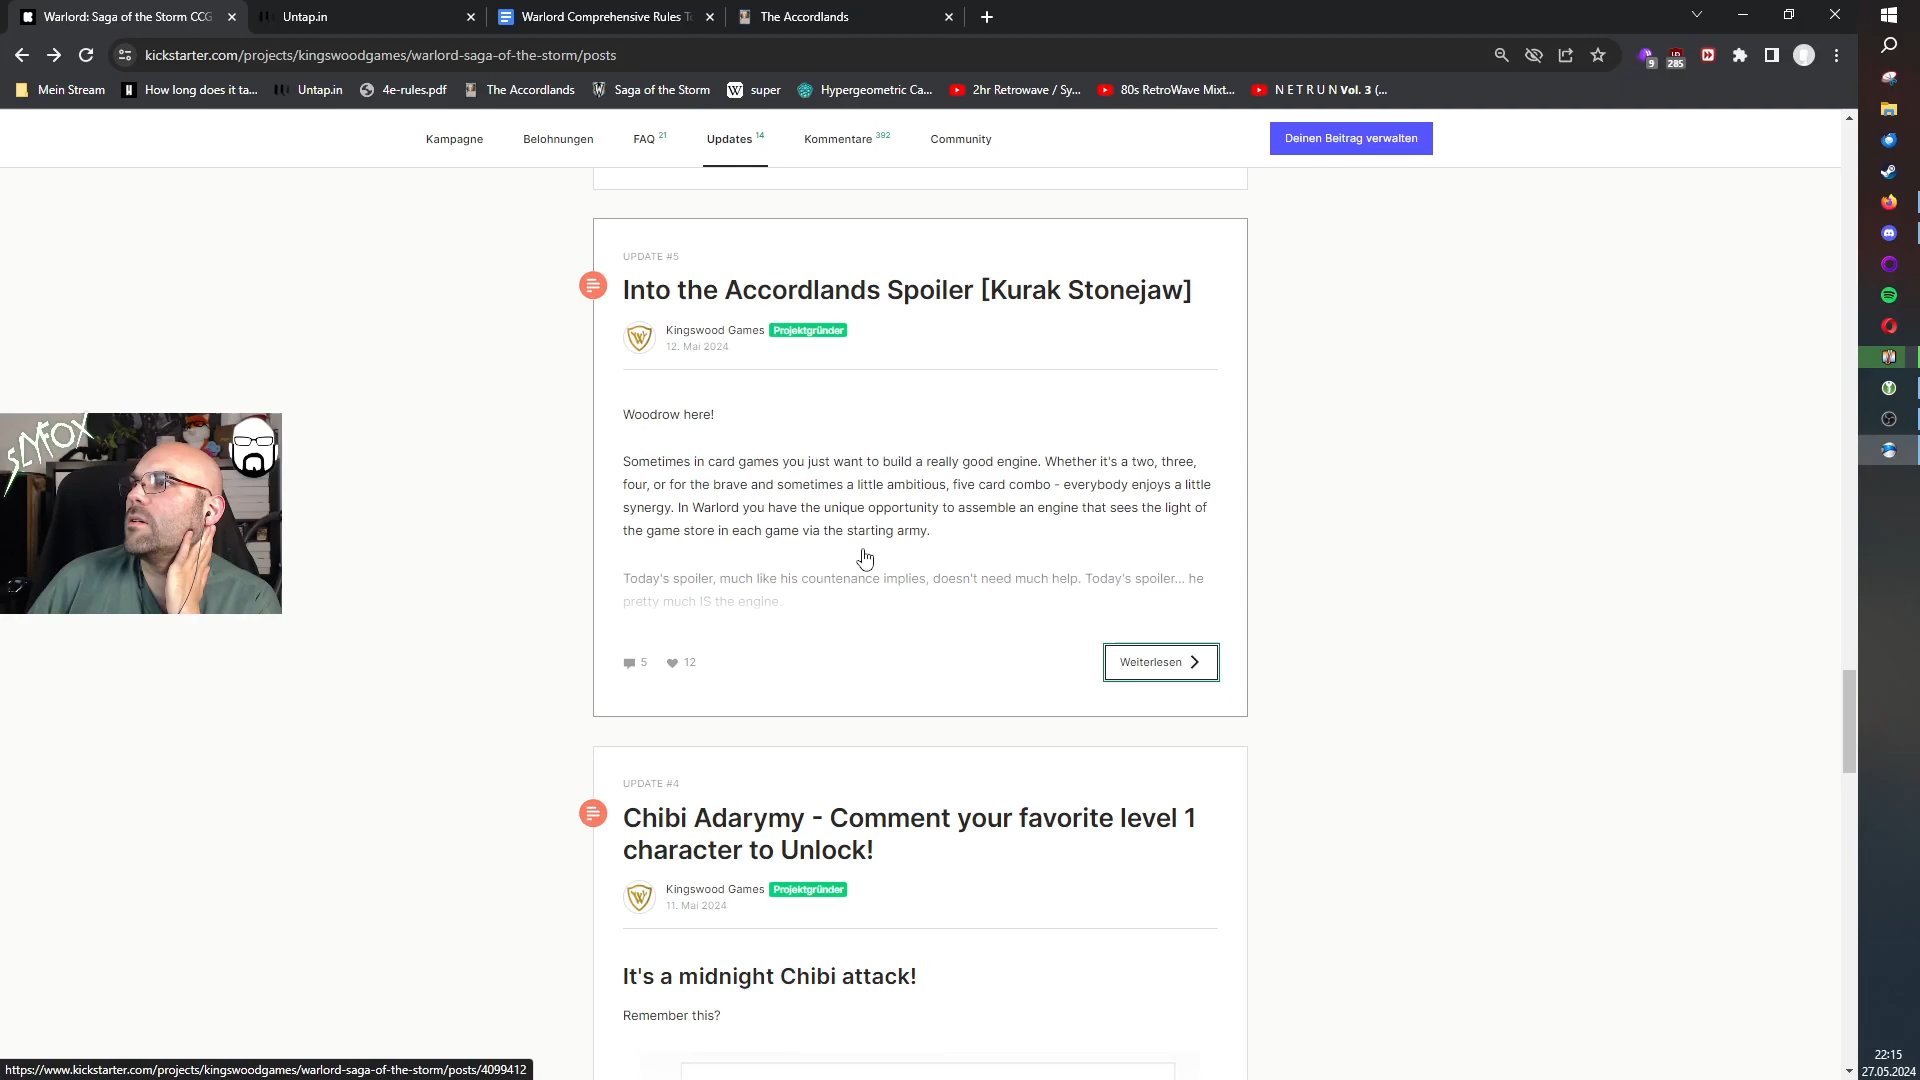 Warlord: Saga of the Storm CCG
Untap.in
Warlord Comprehensive Rules
The Accordlands
kickstarter.com/projects/kingswoodgames/warlord-saga-of-the-storm/posts
9
285
Mein Stream
How long does it ta...
Untap.in
4e-rules.pdf
The Accordlands
Saga of the Storm
super
Hypergeometric Ca...
2hr Retrowave / Sy...
80s RetroWave Mixt...
N E T R U N Vol. 3 (...
Kampagne
Belohnungen
FAQ 21
Updates 14
Kommentare 392
Community
Deinen Beitrag verwalten
UPDATE #5
Into the Accordlands Spoiler [Kurak Stonejaw]
Kingswood Games Projektgründer
12. Mai 2024
Woodrow here!
Sometimes in card games you just want to build a really good engine. Whether it's a two, three,
four, or for the brave and sometimes a little ambitious, five card combo - everybody enjoys a little
synergy. In Warlord you have the unique opportunity to assemble an engine that sees the light of
the game store in each game via the starting army.
Today's spoiler, much like his countenance implies, doesn't need much help. Today's spoiler... he
pretty much IS the engine.
5
12
Weiterlesen
SLYFOX
UPDATE #4
Chibi Adarymy - Comment your favorite level 1
character to Unlock!
Kingswood Games Projektgründer
11. Mai 2024
It's a midnight Chibi attack!
Remember this?
https://www.kickstarter.com/projects/kingswoodgames/warlord-saga-of-the-storm/posts/4099412
22:15
27.05.2024